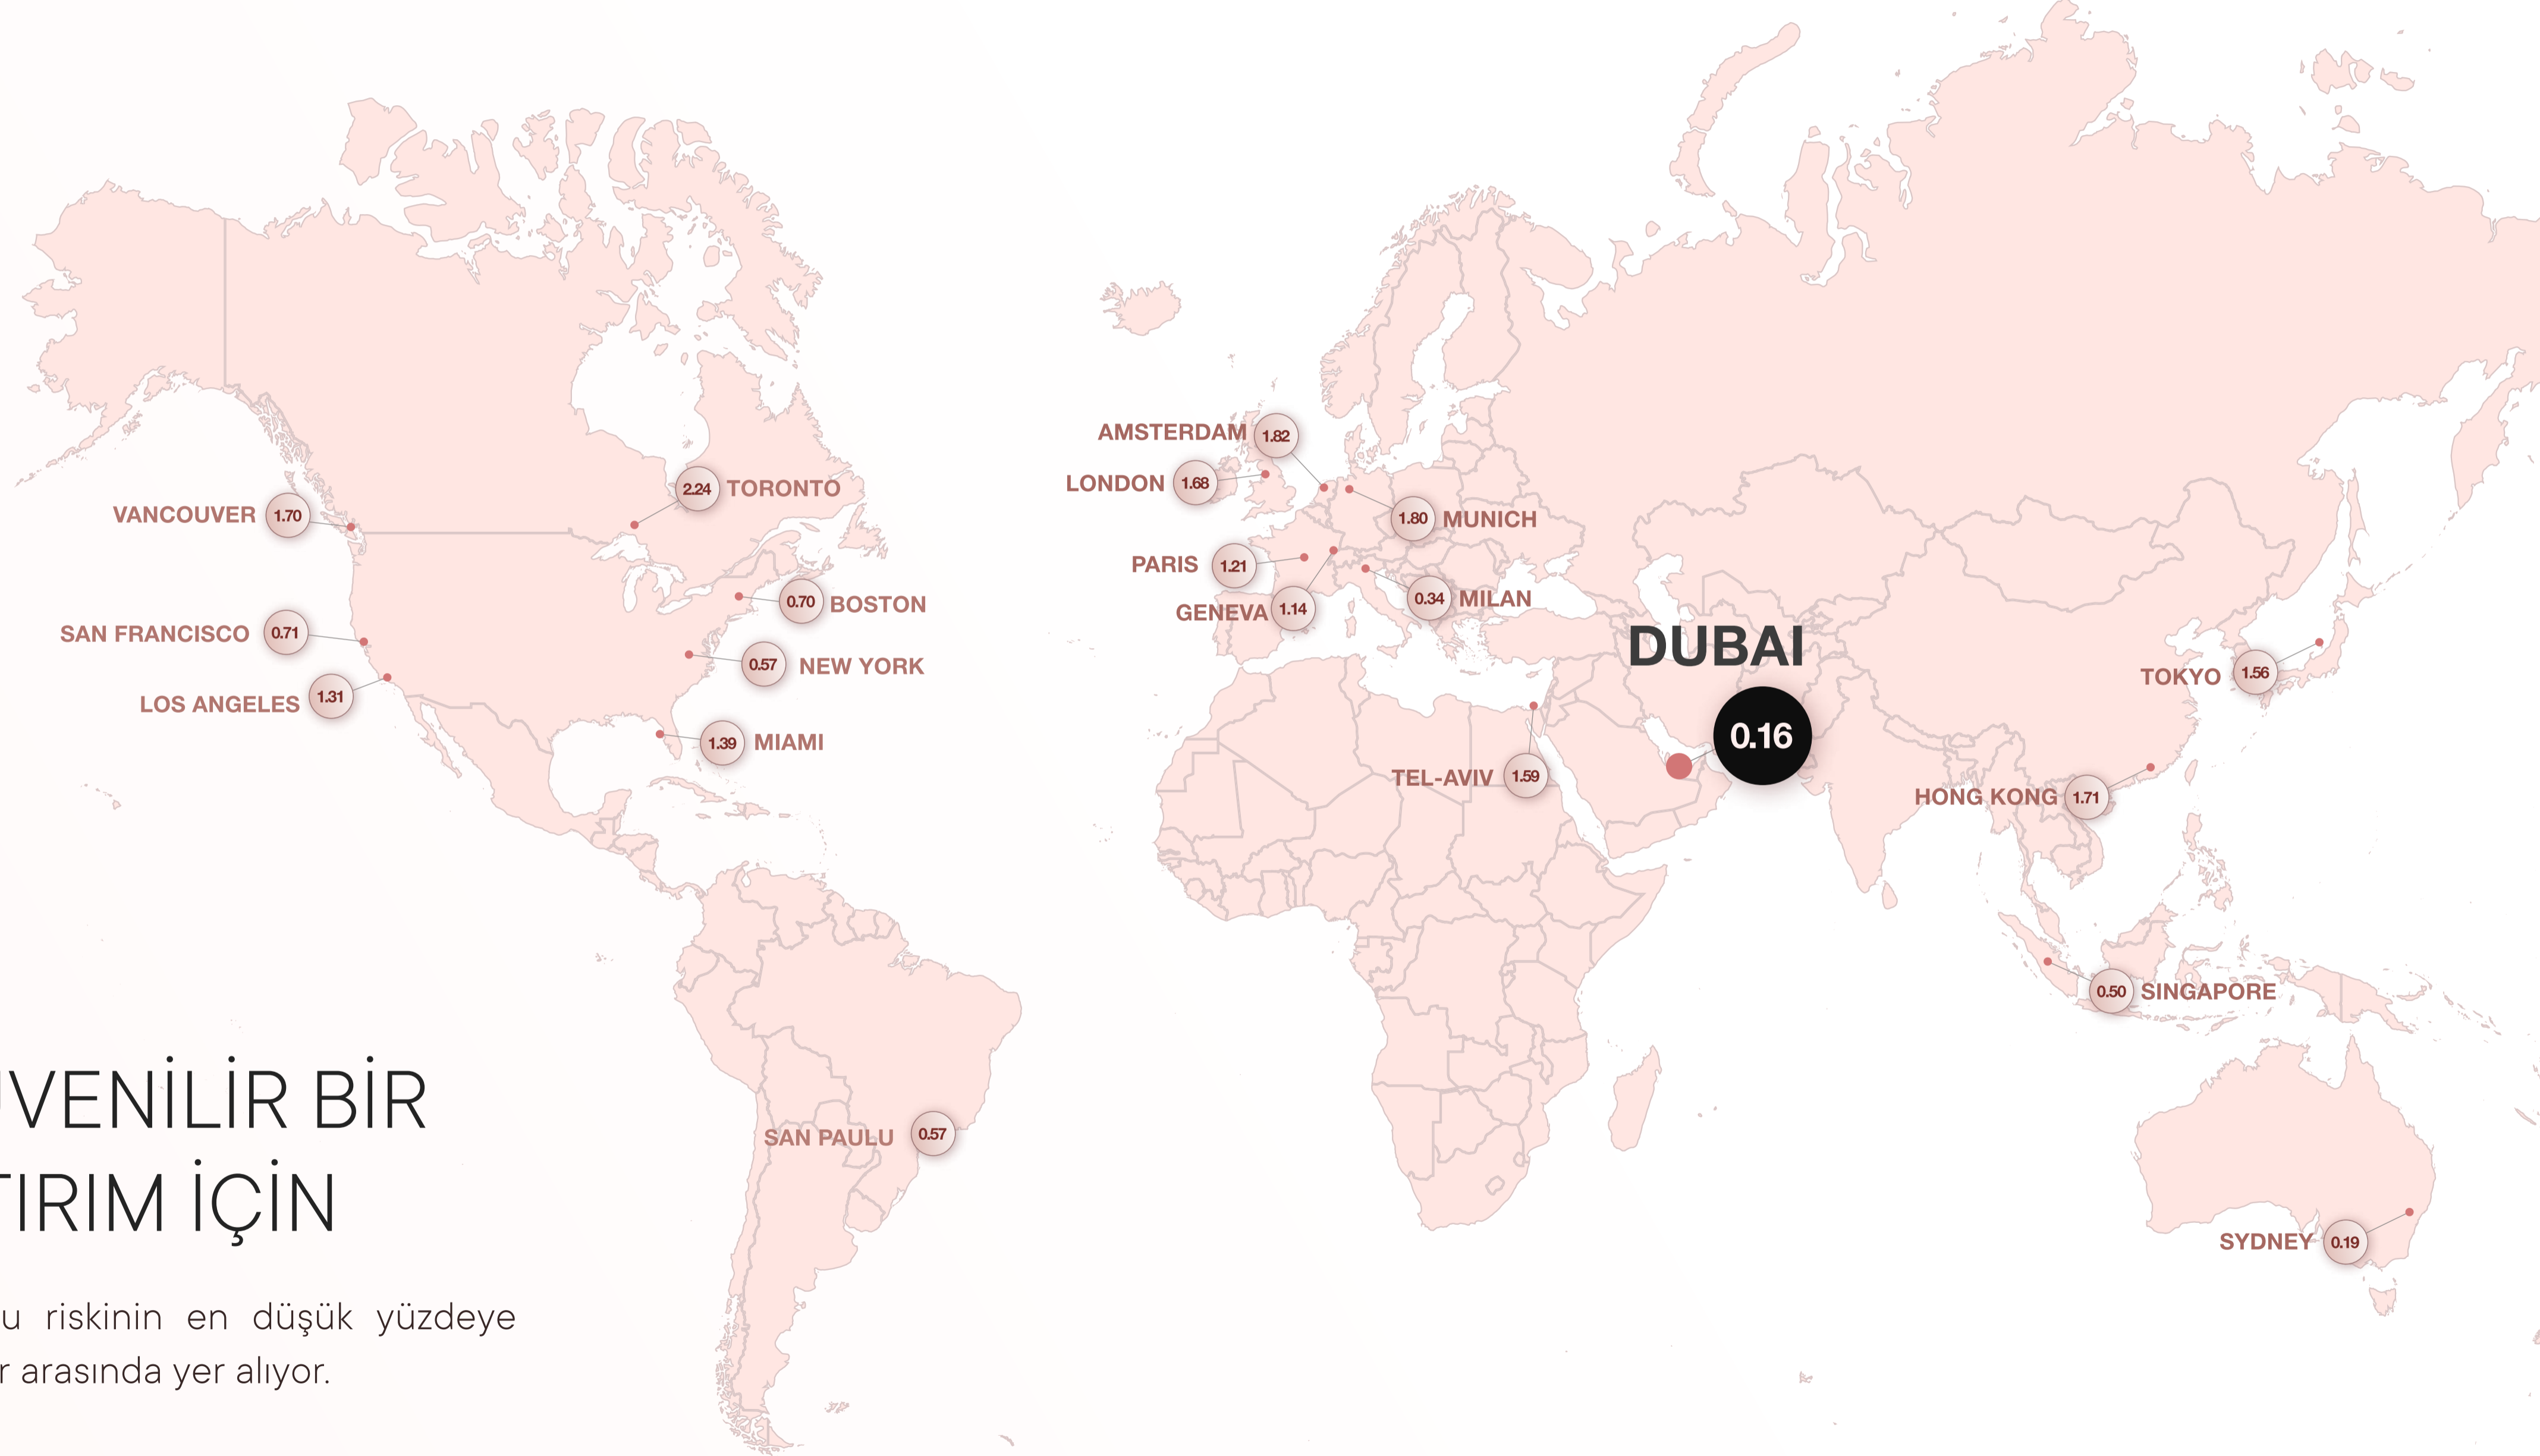 AMSTERDAM 1.82
LONDON 1.68
2.24 TORONTO
VANCOUVER 1.70
1.80 MUNICH
PARIS 1.21
GENEVA 1.14
0.34 MILAN
0.70 BOSTON
SAN FRANCISCO 0.71
0.57 NEW YORK
LOS ANGELES 1.31
1.39 MIAMI
DUBAI
0.16
TOKYO 1.56
TEL-AVIV 1.59
HONG KONG 1.71
0.50 SINGAPORE
SAN PAULU 0.57
SYDNEY 0.19
ÜVENİLİR BİR
TIRIM İÇİN
u riskinin en düşük yüzdeye
r arasında yer alıyor.